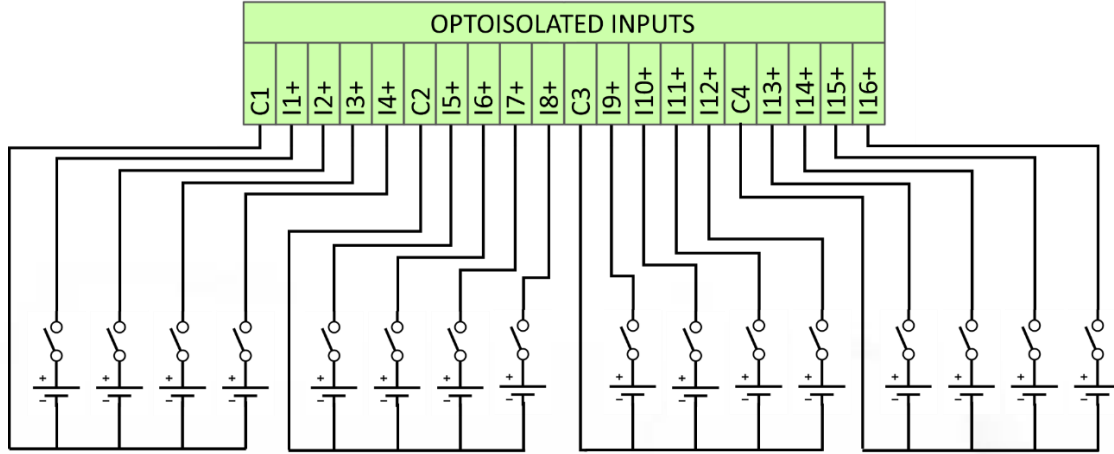 OPTOISOLATED INPUTS
C1 I1+ I2+ I3+ I4+ C2 I5+ I6+ I7+ I8+ C3 I9+ I10+ I11+ I12+ C4 I13+ I14+ I15+ I16+
+ + + + + + + + + + + + + + + +
− − − − − − − − − − − − − − − −